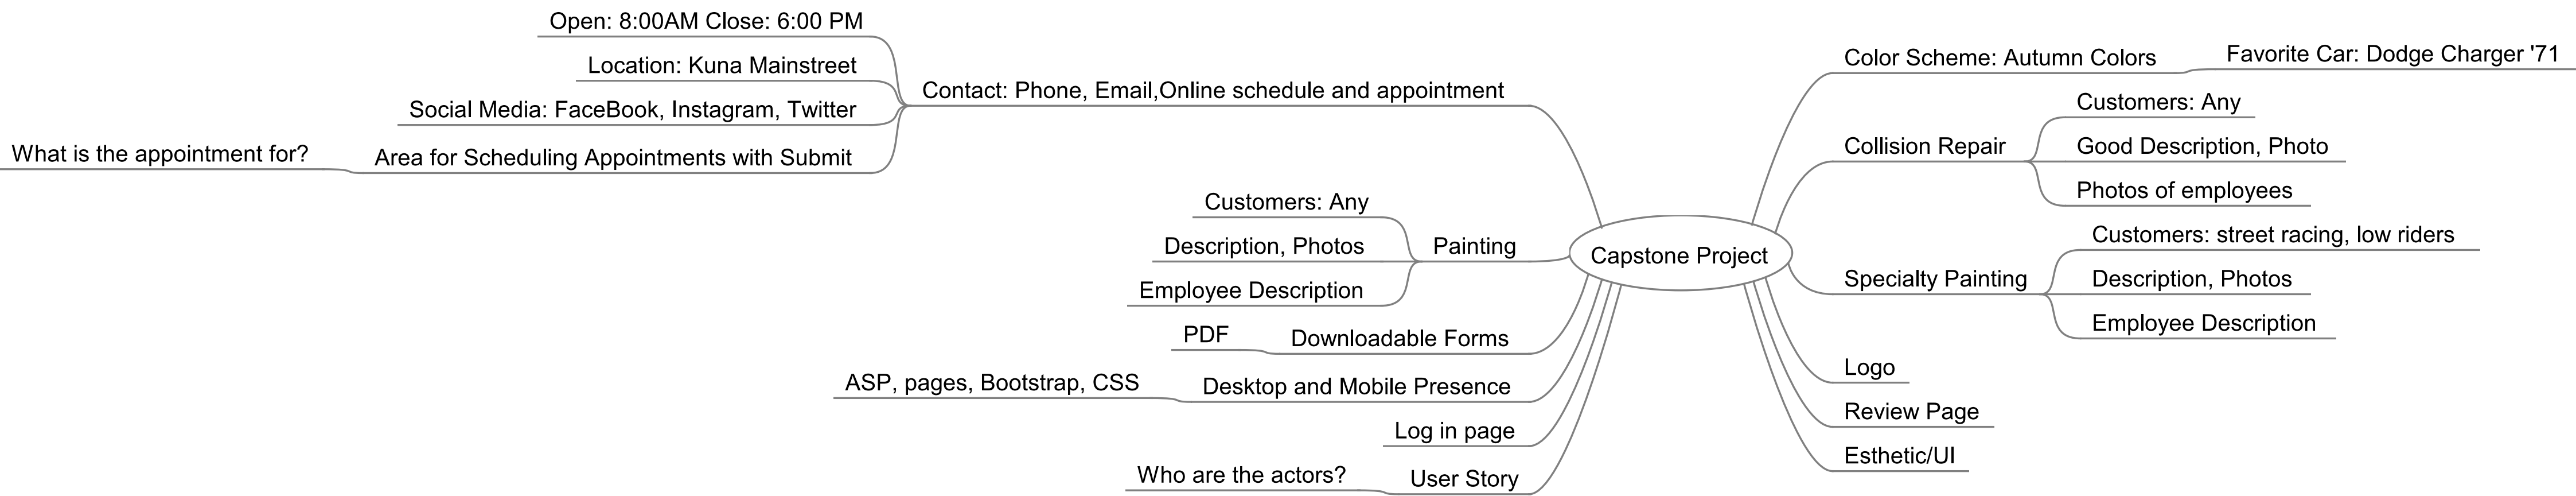 Capstone Project
Color Scheme: Autumn Colors
Favorite Car: Dodge Charger '71
Collision Repair
Customers: Any
Good Description, Photo
Photos of employees
Specialty Painting
Customers: street racing, low riders
Description, Photos
Employee Description
Logo
Review Page
Esthetic/UI
Contact: Phone, Email,Online schedule and appointment
Open: 8:00AM Close: 6:00 PM
Location: Kuna Mainstreet
Social Media: FaceBook, Instagram, Twitter
Area for Scheduling Appointments with Submit
What is the appointment for?
Painting
Customers: Any
Description, Photos
Employee Description
Downloadable Forms
PDF
Desktop and Mobile Presence
ASP, pages, Bootstrap, CSS
Log in page
User Story
Who are the actors?